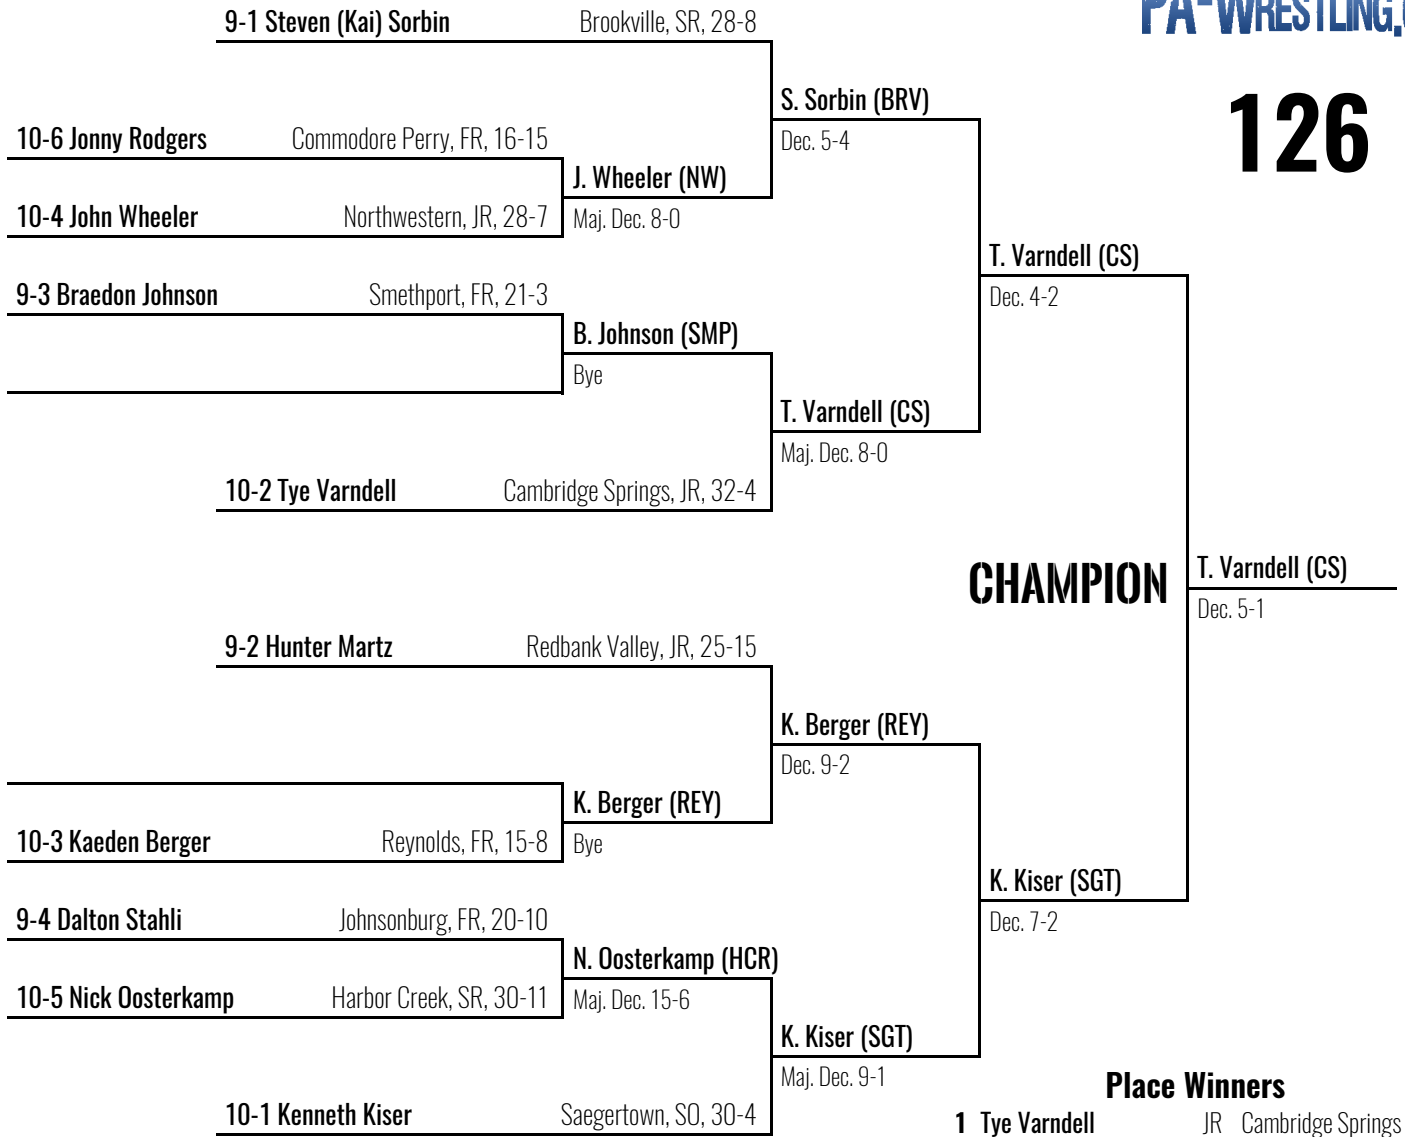 9-1 Steven (Kai) Sorbin Brookville, SR, 28-8
PA-WRESTLING.
126
S. Sorbin (BRV)
Dec. 5-4
10-6 Jonny Rodgers Commodore Perry, FR, 16-15
J. Wheeler (NW)
Maj. Dec. 8-0
10-4 John Wheeler Northwestern, JR, 28-7
T. Varndell (CS)
Dec. 4-2
9-3 Braedon Johnson Smethport, FR, 21-3
B. Johnson (SMP)
Bye
T. Varndell (CS)
Maj. Dec. 8-0
10-2 Tye Varndell Cambridge Springs, JR, 32-4
CHAMPION
T. Varndell (CS)
Dec. 5-1
9-2 Hunter Martz Redbank Valley, JR, 25-15
K. Berger (REY)
Dec. 9-2
K. Berger (REY)
Bye
10-3 Kaeden Berger Reynolds, FR, 15-8
K. Kiser (SGT)
Dec. 7-2
9-4 Dalton Stahli Johnsonburg, FR, 20-10
N. Oosterkamp (HCR)
Maj. Dec. 15-6
10-5 Nick Oosterkamp Harbor Creek, SR, 30-11
K. Kiser (SGT)
Maj. Dec. 9-1
10-1 Kenneth Kiser Saegertown, SO, 30-4
Place Winners
1 Tye Varndell JR Cambridge Springs